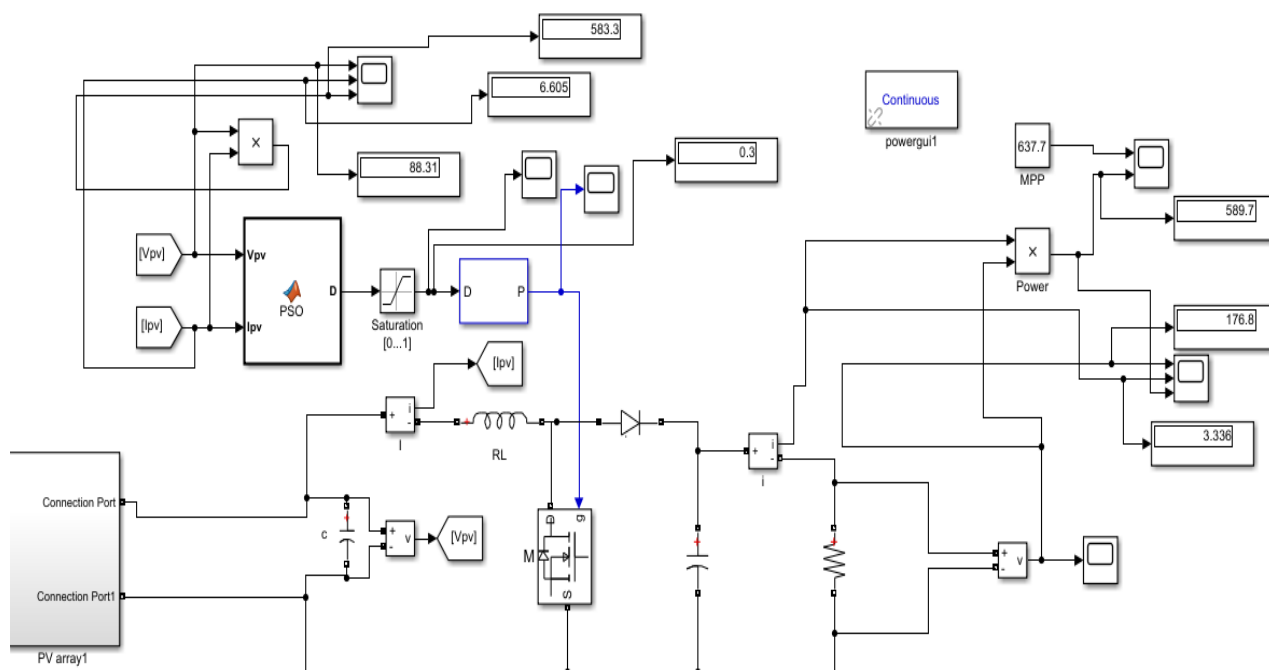 583.3
6.605
Continuous
powergui1
637.7
MPP
0.3
×
88.31
589.7
[Vpv]
Vpv
D
PSO
[Ipv]
Ipv
Saturation
[0...1]
D
P
×
Power
176.8
[Ipv]
i
+
-
I
+
RL
3.336
+
i
-
i
Connection Port
+
c
+
-
v
[Vpv]
D
g
M
S
+
+
+
-
v
Connection Port1
PV array1